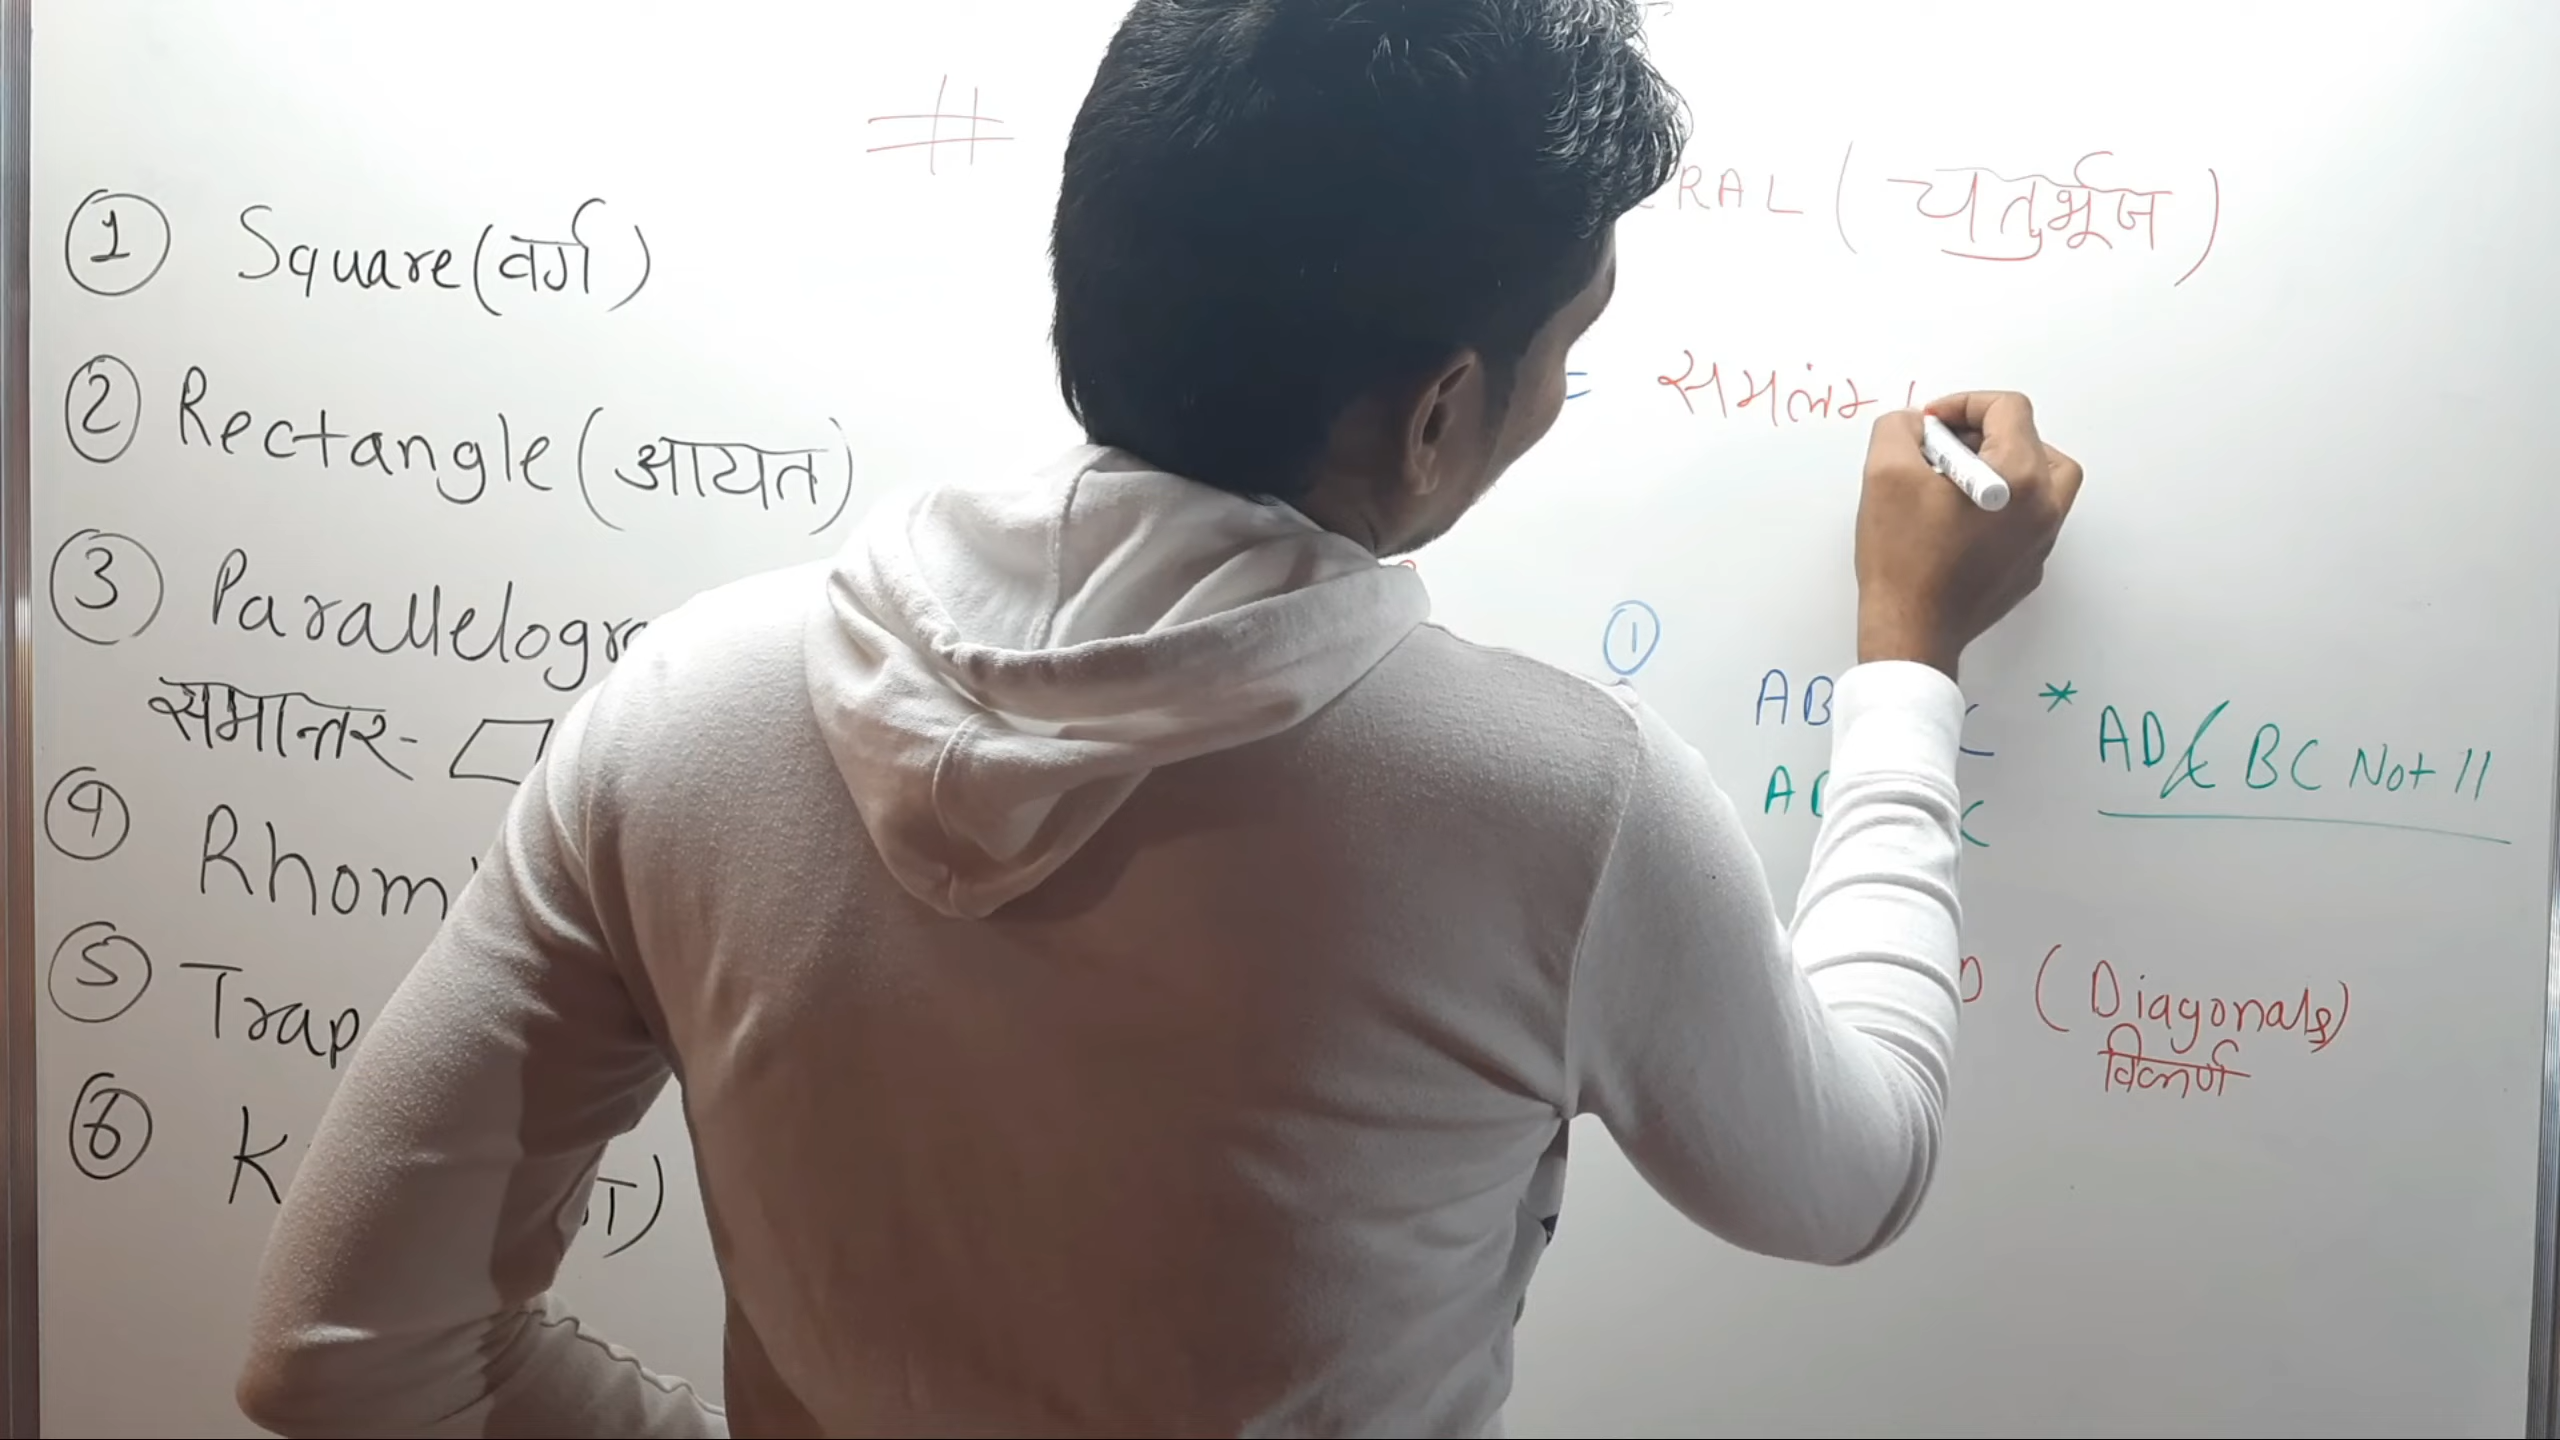 #
RAL (चतुर्भूज)
① Square (वर्ग)
② Rectangle (आयत)
③ Parallelogr
समान्तर-
④ Rhom
⑤ Trap
⑥ K
= समलंब
①
AB
* AD & BC Not ||
(Diagonals)
विकर्ण